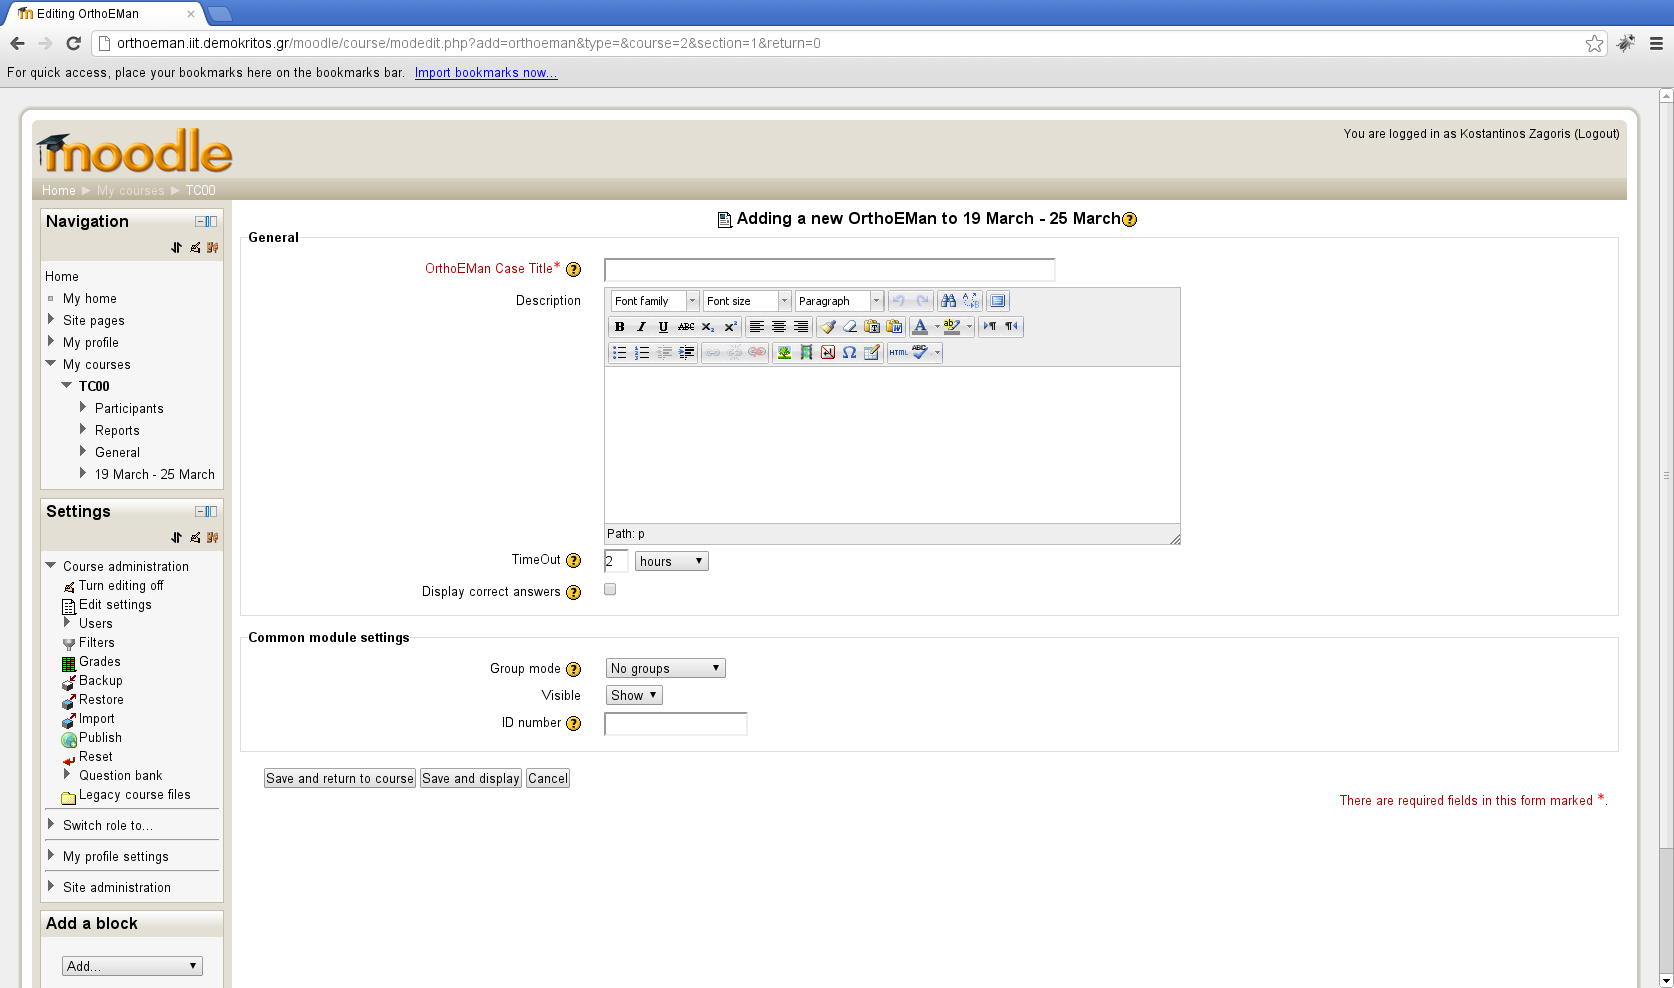 Editing OrthoEMan
orthoeman.iit.demokritos.gr/moodle/course/modedit.php?add=orthoeman&type=&course=2&section=1&return=0
For quick access, place your bookmarks here on the bookmarks bar. Import bookmarks now...
moodle
You are logged in as Kostantinos Zagoris (Logout)
Home ► My courses ► TC00
Navigation
Home
My home
Site pages
My profile
My courses
TC00
Participants
Reports
General
19 March - 25 March
Settings
Course administration
Turn editing off
Edit settings
Users
Filters
Grades
Backup
Restore
Import
Publish
Reset
Question bank
Legacy course files
Switch role to...
My profile settings
Site administration
Add a block
Add...
Adding a new OrthoEMan to 19 March - 25 March
General
OrthoEMan Case Title*
Description
Font family Font size Paragraph
B I U ABC x₂ x²
HTML ABC
Path: p
TimeOut 2 hours
Display correct answers
Common module settings
Group mode No groups
Visible Show
ID number
Save and return to course Save and display Cancel
There are required fields in this form marked *.